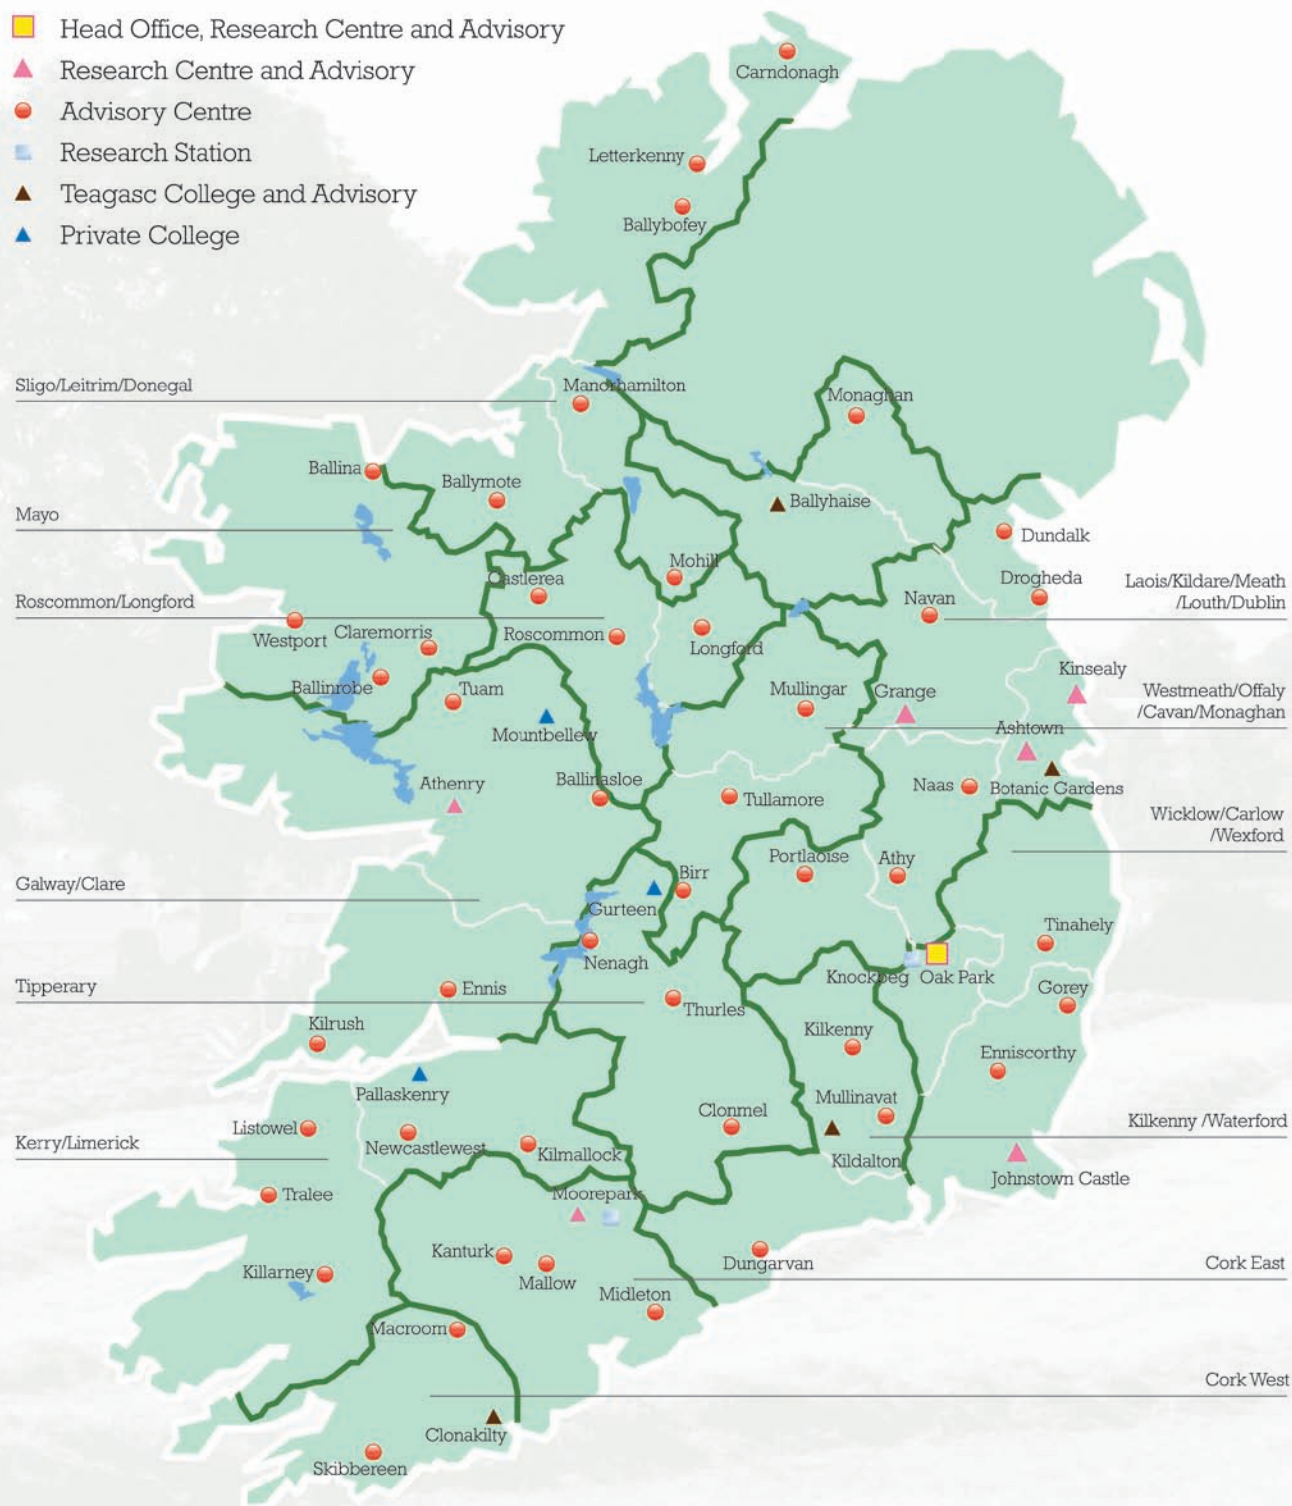 Head Office, Research Centre and Advisory
Research Centre and Advisory
Advisory Centre
Research Station
Teagasc College and Advisory
Private College
Carndonagh
Letterkenny
Ballybofey
Sligo/Leitrim/Donegal
Manorhamilton
Monaghan
Ballina
Ballymote
Ballyhaise
Mayo
Dundalk
Mohill
Castlerea
Drogheda
Laois/Kildare/Meath
/Louth/Dublin
Roscommon/Longford
Navan
Westport
Claremorris
Roscommon
Longford
Kinsealy
Ballinrobe
Tuam
Mullingar
Grange
Westmeath/Offaly
/Cavan/Monaghan
Mountbellew
Ashtown
Athenry
Ballinasloe
Tullamore
Naas
Botanic Gardens
Wicklow/Carlow
/Wexford
Portlaoise
Athy
Birr
Galway/Clare
Gurteen
Tinahely
Nenagh
Knockbeg
Oak Park
Tipperary
Ennis
Gorey
Thurles
Kilrush
Kilkenny
Enniscorthy
Pallaskenry
Mullinavat
Clonmel
Listowel
Kilkenny /Waterford
Kerry/Limerick
Newcastlewest
Kilmallock
Kildalton
Johnstown Castle
Tralee
Moorepark
Kanturk
Dungarvan
Cork East
Killarney
Mallow
Midleton
Macroom
Cork West
Clonakilty
Skibbereen